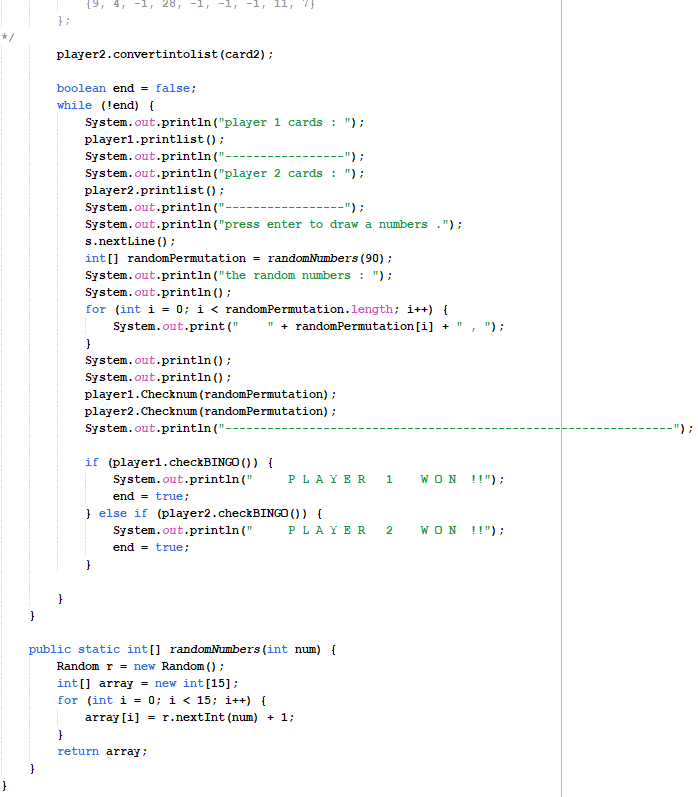 {9, 4, -1, 28, -1, -1, -1, 11, 7}
};
*/
player2.convertintolist(card2);
boolean end = false;
while (!end) {
System.out.println("player 1 cards : ");
player1.printlist();
System.out.println("-----------------");
System.out.println("player 2 cards : ");
player2.printlist();
System.out.println("-----------------");
System.out.println("press enter to draw a numbers .");
s.nextLine();
int[] randomPermutation = randomNumbers(90);
System.out.println("the random numbers : ");
System.out.println();
for (int i = 0; i < randomPermutation.length; i++) {
System.out.print("    " + randomPermutation[i] + " , ");
}
System.out.println();
System.out.println();
player1.Checknum(randomPermutation);
player2.Checknum(randomPermutation);
System.out.println("----------------------------------------------------------------");
if (player1.checkBINGO()) {
System.out.println("     P L A Y E R   1    W O N  !!");
end = true;
} else if (player2.checkBINGO()) {
System.out.println("     P L A Y E R   2    W O N  !!");
end = true;
}
}
}
public static int[] randomNumbers(int num) {
Random r = new Random();
int[] array = new int[15];
for (int i = 0; i < 15; i++) {
array[i] = r.nextInt(num) + 1;
}
return array;
}
}